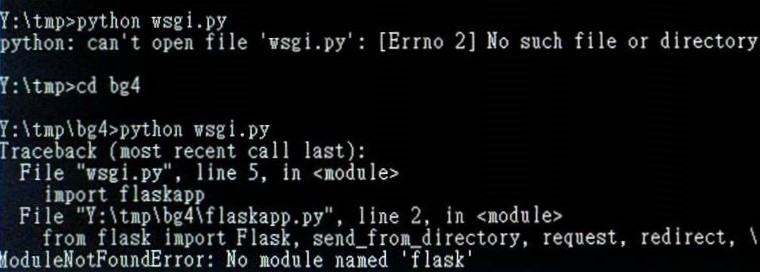 Y:\tmp>python wsgi.py
python: can't open file 'wsgi.py': [Errno 2] No such file or directory
Y:\tmp>cd bg4
Y:\tmp\bg4>python wsgi.py
Traceback (most recent call last):
File "wsgi.py", line 5, in <module>
import flaskapp
File "Y:\tmp\bg4\flaskapp.py", line 2, in <module>
from flask import Flask, send_from_directory, request, redirect, \
ModuleNotFoundError: No module named 'flask'